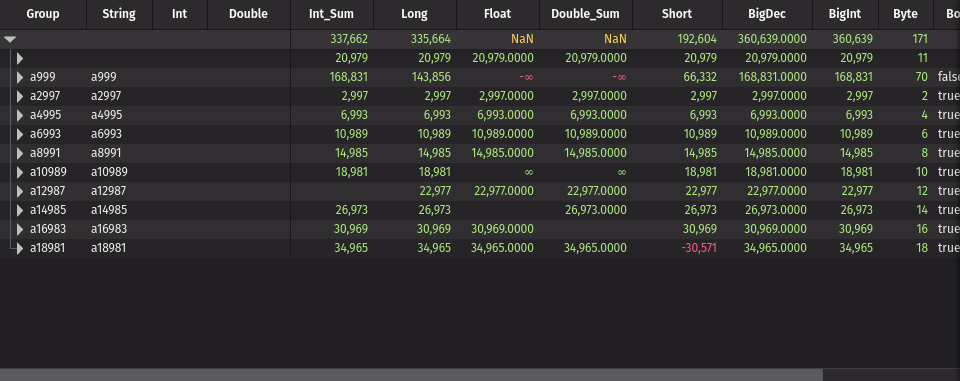 Group String Int Double Int_Sum Long Float Double_Sum Short BigDec BigInt Byte Bo
337,662 335,664 NaN NaN 192,604 360,639.0000 360,639 171
20,979 20,979 20,979.0000 20,979.0000 20,979 20,979.0000 20,979 11
a999 a999 168,831 143,856 -∞ -∞ 66,332 168,831.0000 168,831 70 false
a2997 a2997 2,997 2,997 2,997.0000 2,997.0000 2,997 2,997.0000 2,997 2 true
a4995 a4995 6,993 6,993 6,993.0000 6,993.0000 6,993 6,993.0000 6,993 4 true
a6993 a6993 10,989 10,989 10,989.0000 10,989.0000 10,989 10,989.0000 10,989 6 true
a8991 a8991 14,985 14,985 14,985.0000 14,985.0000 14,985 14,985.0000 14,985 8 true
a10989 a10989 18,981 18,981 ∞ ∞ 18,981 18,981.0000 18,981 10 true
a12987 a12987 22,977 22,977.0000 22,977.0000 22,977 22,977.0000 22,977 12 true
a14985 a14985 26,973 26,973 26,973.0000 26,973 26,973.0000 26,973 14 true
a16983 a16983 30,969 30,969 30,969.0000 30,969 30,969.0000 30,969 16 true
a18981 a18981 34,965 34,965 34,965.0000 34,965.0000 -30,571 34,965.0000 34,965 18 true